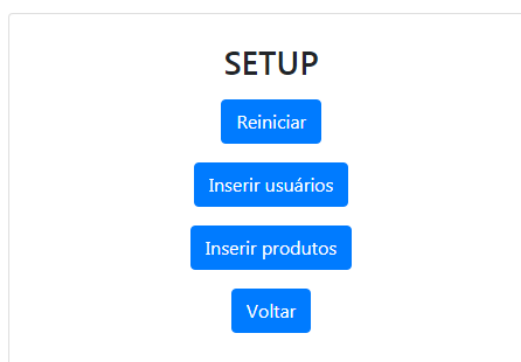 SETUP
Reiniciar
Inserir usuários
Inserir produtos
Voltar